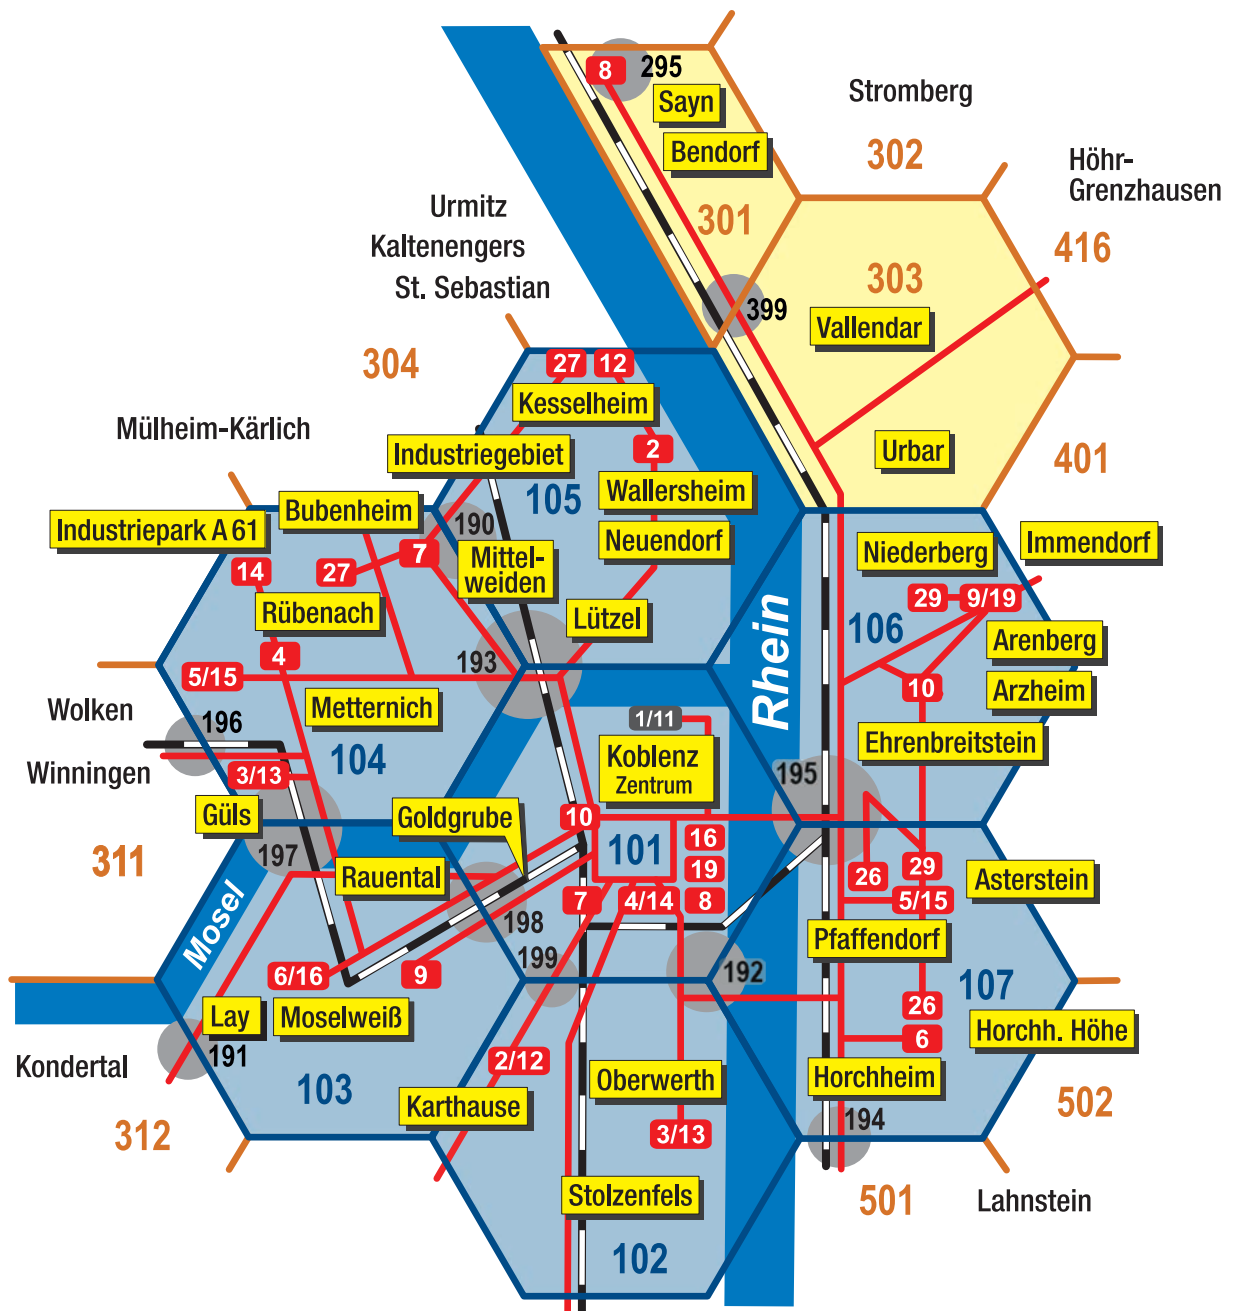 295
8
Sayn
Stromberg
Bendorf
302
Höhr-
Grenzhausen
Urmitz
301
416
Kaltenengers
303
St. Sebastian
399
Vallendar
304
27
12
Kesselheim
Mülheim-Kärlich
Industriegebiet
2
Urbar
401
105
Wallersheim
Bubenheim
Industriepark A 61
190
Neuendorf
Niederberg
Immendorf
7
Mittel-
weiden
14
27
29
9/19
Rübenach
Lützel
Rhein
106
Arenberg
4
193
5/15
10
Arzheim
Metternich
Wolken
196
1/11
Koblenz
Zentrum
Ehrenbreitstein
104
Winningen
3/13
195
Güls
Goldgrube
10
16
197
101
311
Rauental
19
26
29
Asterstein
7
4/14
8
5/15
198
Mosel
Pfaffendorf
199
192
6/16
9
107
Lay
Moselweiß
26
Horchh. Höhe
191
6
Kondertal
2/12
Oberwerth
Horchheim
103
Karthause
502
312
3/13
194
Stolzenfels
501
Lahnstein
102